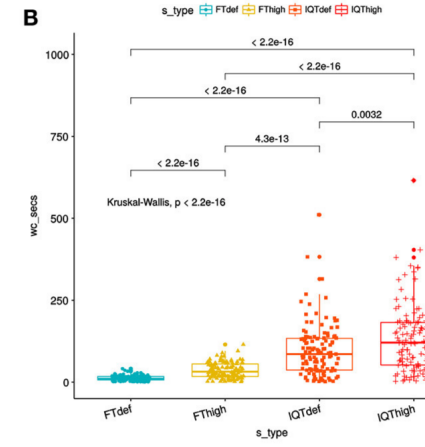 B
s_type FTdef FThigh IQTdef IQThigh
1000
750
500
250
0
wc_secs
< 2.2e-16
< 2.2e-16
< 2.2e-16
0.0032
4.3e-13
< 2.2e-16
Kruskal-Wallis, p < 2.2e-16
FTdef
FThigh
IQTdef
IQThigh
s_type